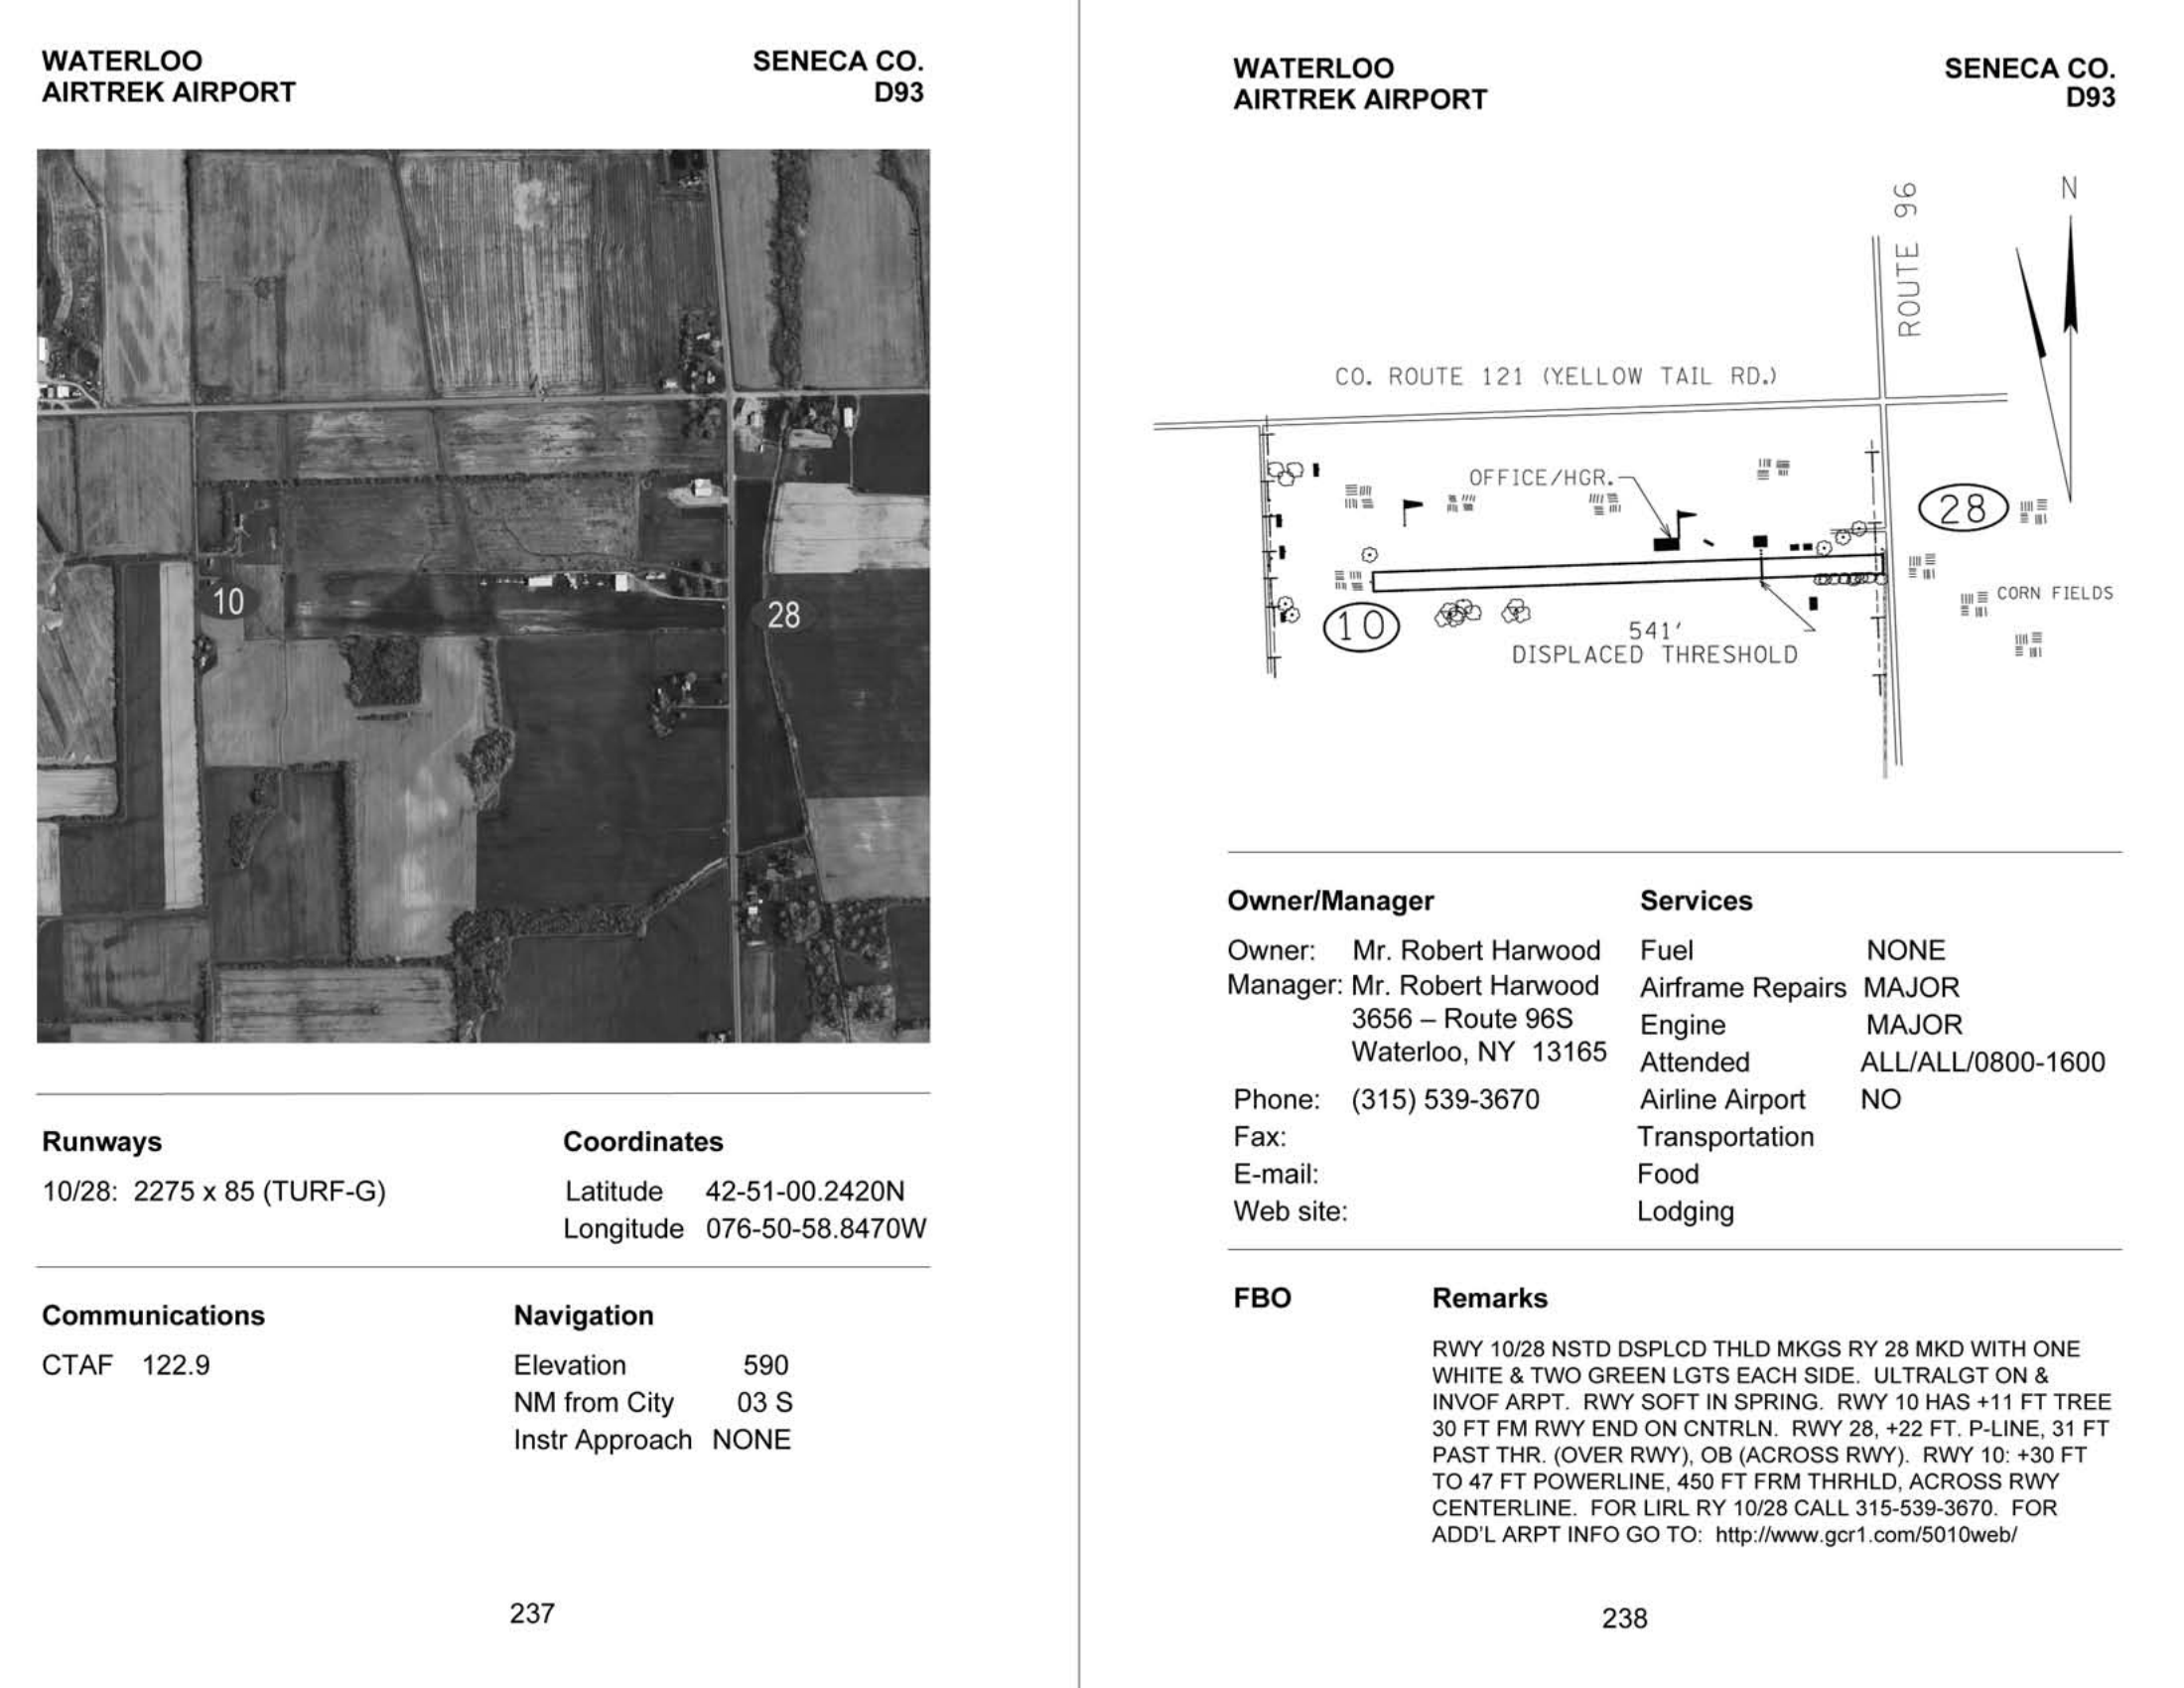 WATERLOO
AIRTREK AIRPORT
SENECA CO.
D93
10
28
Runways
10/28: 2275 x 85 (TURF-G)
Coordinates
Latitude 42-51-00.2420N
Longitude 076-50-58.8470W
Communications
CTAF 122.9
Navigation
Elevation 590
NM from City 03 S
Instr Approach NONE
237
WATERLOO
AIRTREK AIRPORT
SENECA CO.
D93
N
ROUTE 96
CO. ROUTE 121 (YELLOW TAIL RD.)
OFFICE/HGR.
28
CORN FIELDS
10
541'
DISPLACED THRESHOLD
Owner/Manager
Owner: Mr. Robert Harwood
Manager: Mr. Robert Harwood
3656 – Route 96S
Waterloo, NY 13165
Phone: (315) 539-3670
Fax:
E-mail:
Web site:
Services
Fuel NONE
Airframe Repairs MAJOR
Engine MAJOR
Attended ALL/ALL/0800-1600
Airline Airport NO
Transportation
Food
Lodging
FBO
Remarks
RWY 10/28 NSTD DSPLCD THLD MKGS RY 28 MKD WITH ONE
WHITE & TWO GREEN LGTS EACH SIDE. ULTRALGT ON &
INVOF ARPT. RWY SOFT IN SPRING. RWY 10 HAS +11 FT TREE
30 FT FM RWY END ON CNTRLN. RWY 28, +22 FT. P-LINE, 31 FT
PAST THR. (OVER RWY), OB (ACROSS RWY). RWY 10: +30 FT
TO 47 FT POWERLINE, 450 FT FRM THRHLD, ACROSS RWY
CENTERLINE. FOR LIRL RY 10/28 CALL 315-539-3670. FOR
ADD'L ARPT INFO GO TO: http://www.gcr1.com/5010web/
238